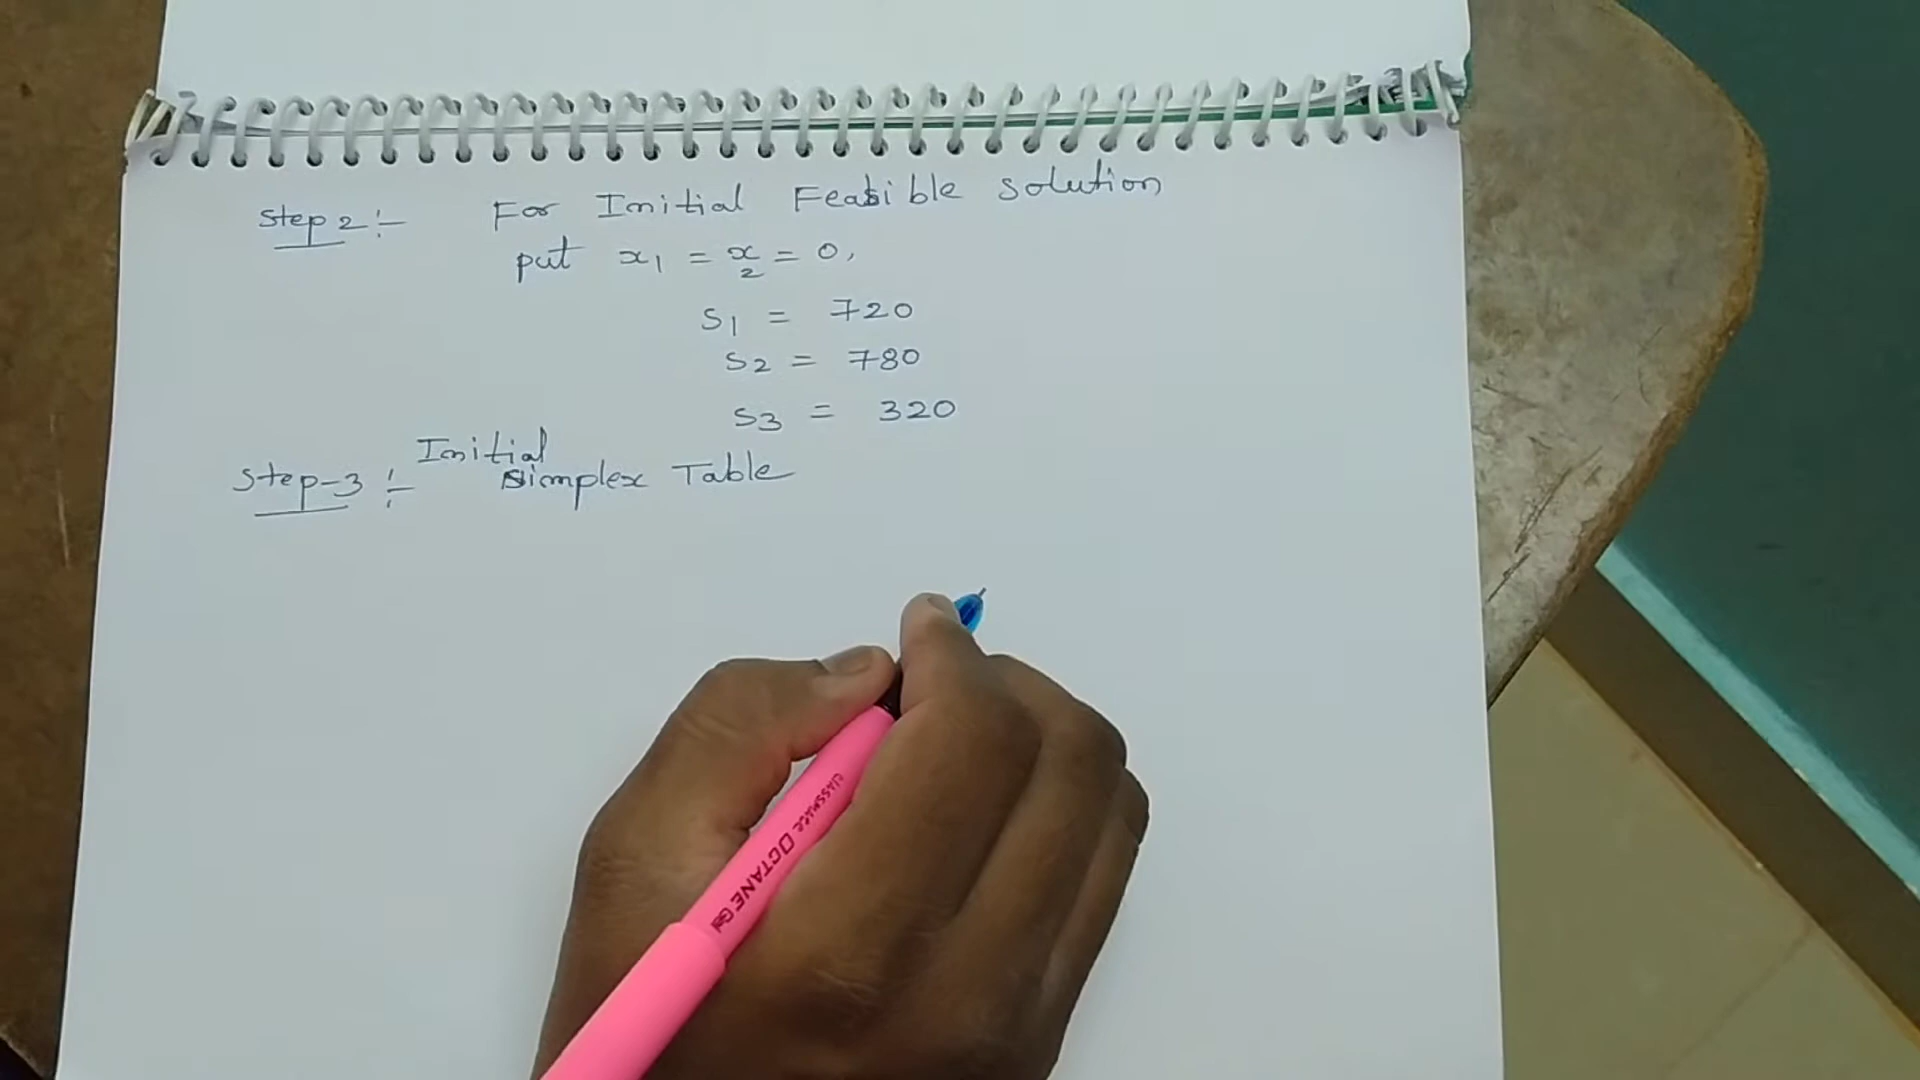 Step 2 :- For Initial Feasible solution
put x₁ = x₂ = 0,
S₁ = 720
S₂ = 780
S₃ = 320
Step-3 :- Initial Simplex Table
CLASSMATE OCTANE Gel